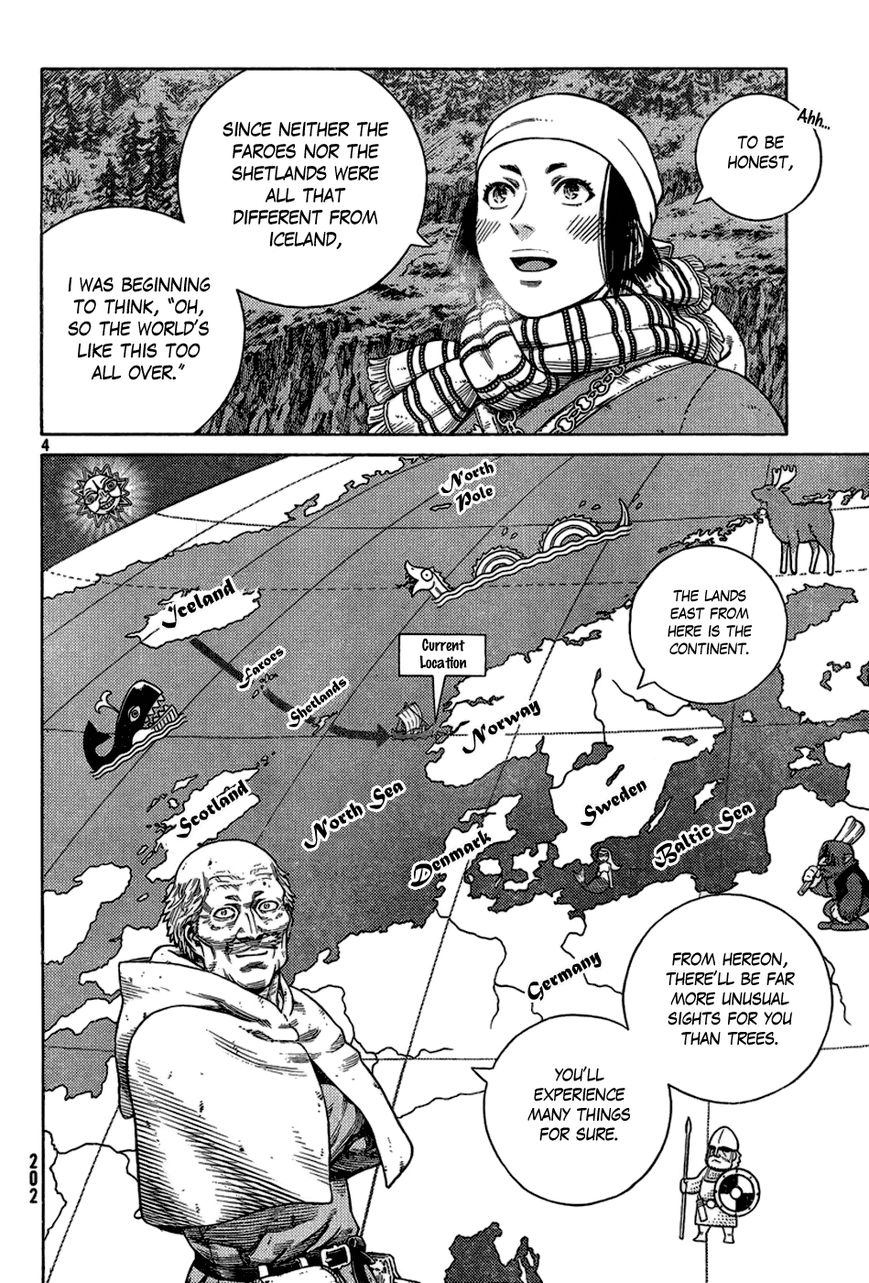 Ahh...
TO BE
HONEST,
SINCE NEITHER THE
FAROES NOR THE
SHETLANDS WERE
ALL THAT
DIFFERENT FROM
ICELAND,
I WAS BEGINNING
TO THINK, “OH,
SO THE WORLD'S
LIKE THIS TOO
ALL OVER.”
4
North
Pole
Iceland
THE LANDS
EAST FROM
HERE IS THE
CONTINENT.
Current
Location
Faroes
Shetlands
Norway
Scotland
North Sea
Sweden
Denmark
Baltic Sea
Germany
FROM HEREON,
THERE'LL BE FAR
MORE UNUSUAL
SIGHTS FOR YOU
THAN TREES.
YOU'LL
EXPERIENCE
MANY THINGS
FOR SURE.
202